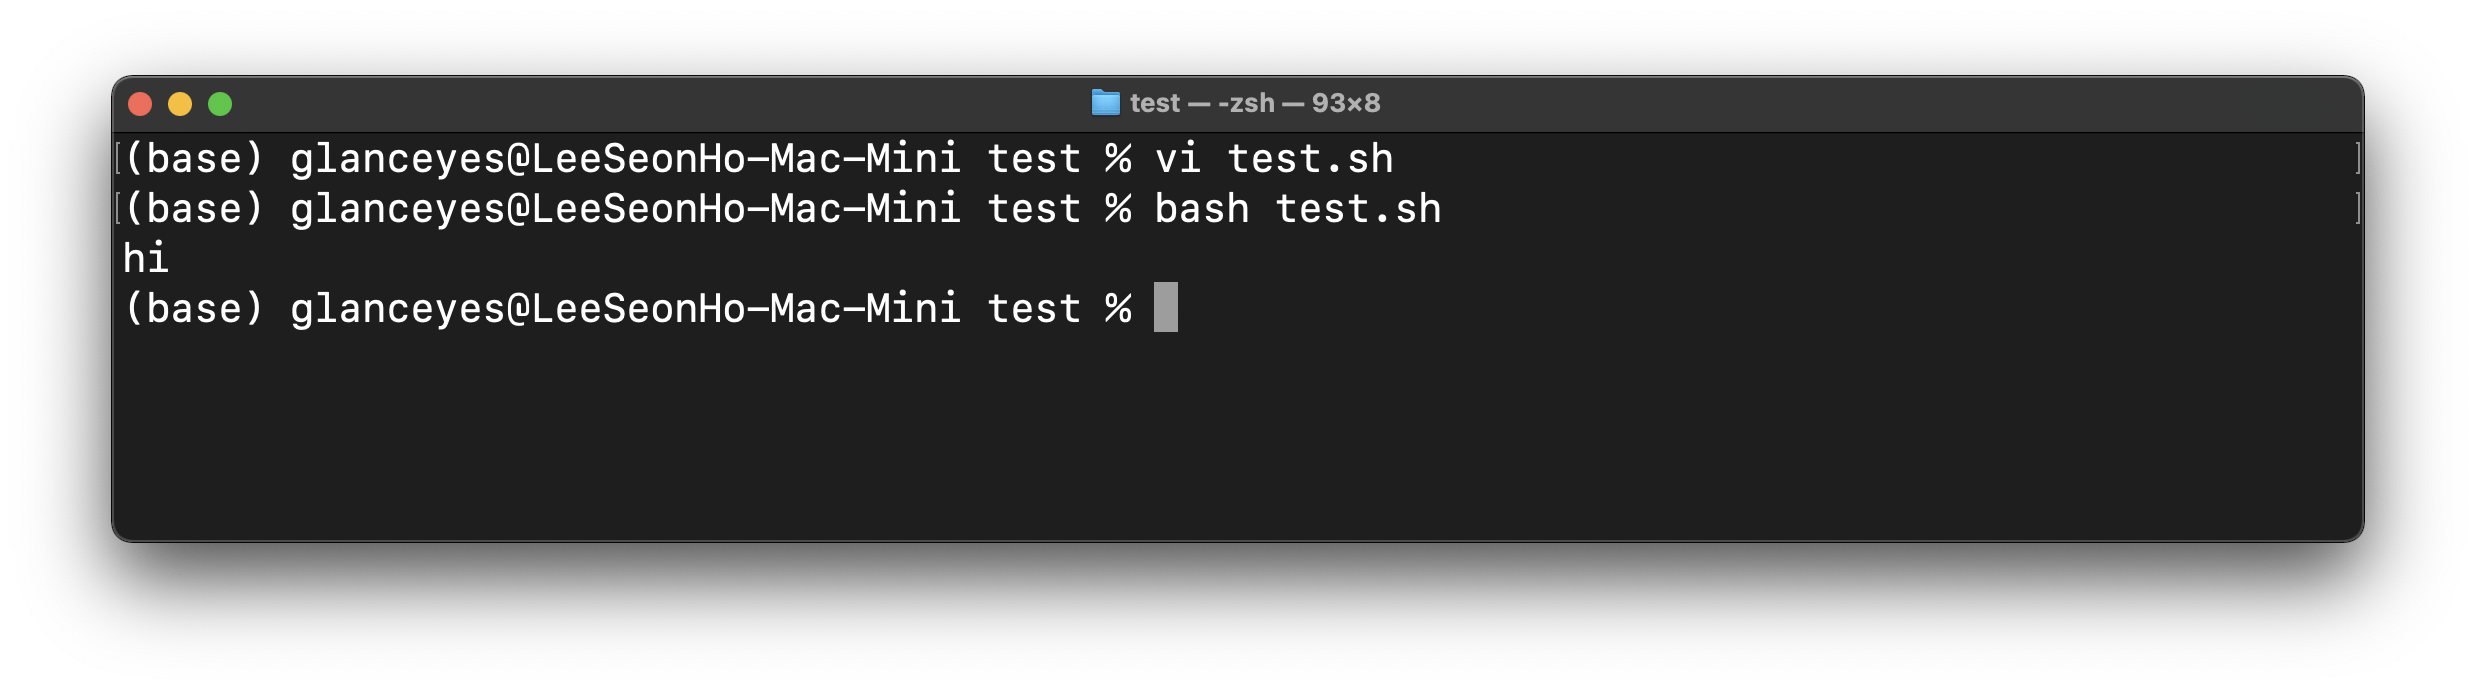 test — -zsh — 93×8
(base) glanceyes@LeeSeonHo-Mac-Mini test % vi test.sh
(base) glanceyes@LeeSeonHo-Mac-Mini test % bash test.sh
hi
(base) glanceyes@LeeSeonHo-Mac-Mini test %